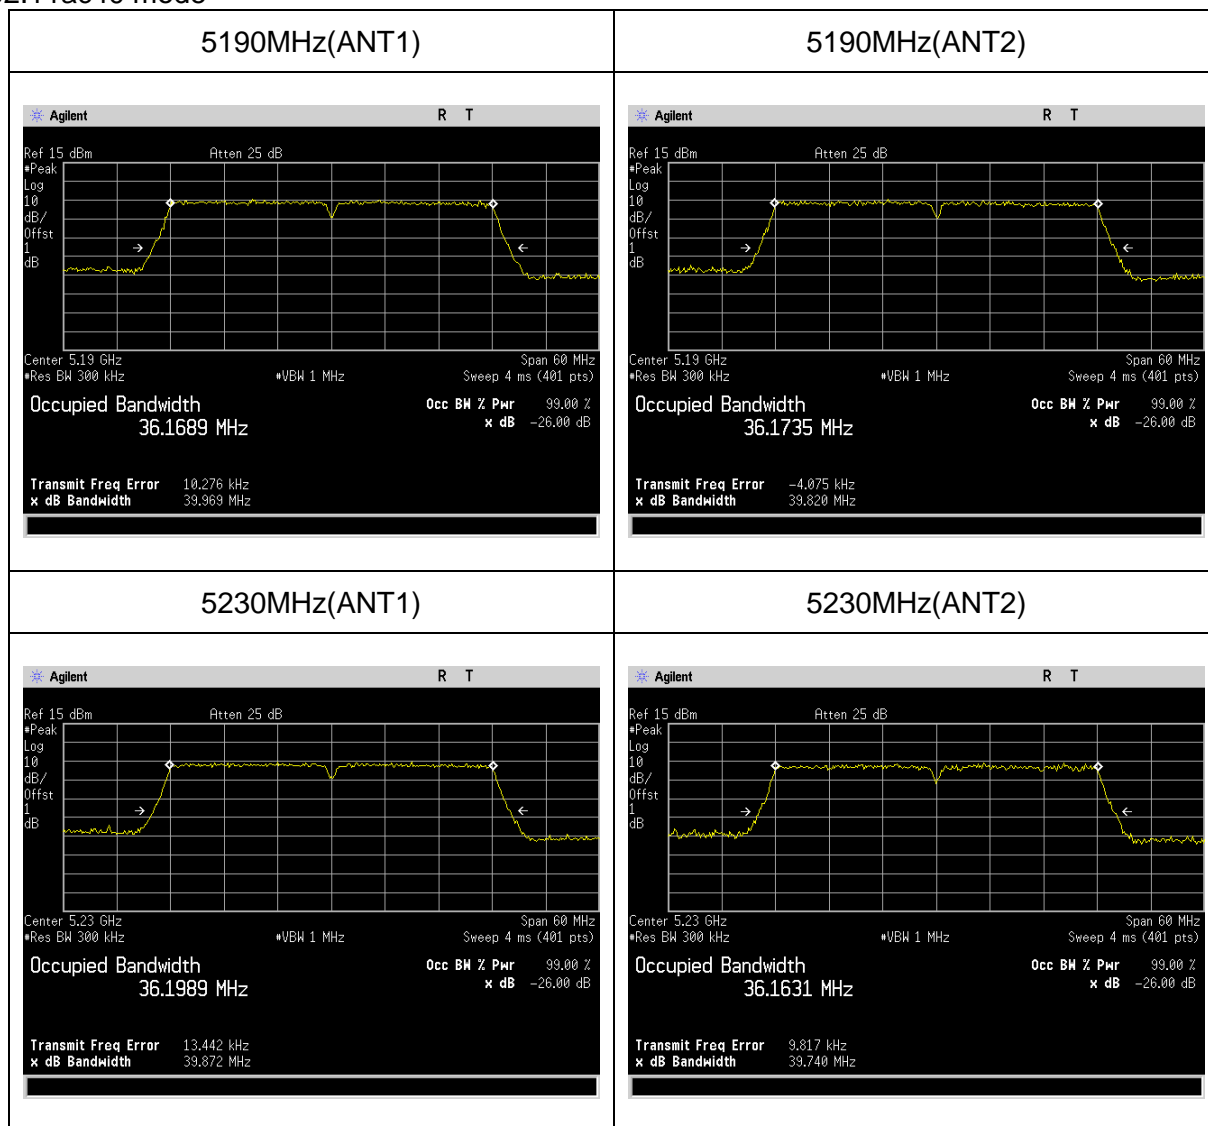 5190MHz(ANT1)
5190MHz(ANT2)
Agilent R T
Ref 15 dBm Atten 25 dB
#Peak
Log
10
dB/
Offst
1
dB
Center 5.19 GHz Span 60 MHz
#Res BW 300 kHz #VBW 1 MHz Sweep 4 ms (401 pts)
Occupied Bandwidth Occ BW % Pwr 99.00 %
36.1689 MHz x dB -26.00 dB
Transmit Freq Error 10.276 kHz
x dB Bandwidth 39.969 MHz
Agilent R T
Ref 15 dBm Atten 25 dB
#Peak
Log
10
dB/
Offst
1
dB
Center 5.19 GHz Span 60 MHz
#Res BW 300 kHz #VBW 1 MHz Sweep 4 ms (401 pts)
Occupied Bandwidth Occ BW % Pwr 99.00 %
36.1735 MHz x dB -26.00 dB
Transmit Freq Error -4.075 kHz
x dB Bandwidth 39.820 MHz
5230MHz(ANT1)
5230MHz(ANT2)
Agilent R T
Ref 15 dBm Atten 25 dB
#Peak
Log
10
dB/
Offst
1
dB
Center 5.23 GHz Span 60 MHz
#Res BW 300 kHz #VBW 1 MHz Sweep 4 ms (401 pts)
Occupied Bandwidth Occ BW % Pwr 99.00 %
36.1989 MHz x dB -26.00 dB
Transmit Freq Error 13.442 kHz
x dB Bandwidth 39.872 MHz
Agilent R T
Ref 15 dBm Atten 25 dB
#Peak
Log
10
dB/
Offst
1
dB
Center 5.23 GHz Span 60 MHz
#Res BW 300 kHz #VBW 1 MHz Sweep 4 ms (401 pts)
Occupied Bandwidth Occ BW % Pwr 99.00 %
36.1631 MHz x dB -26.00 dB
Transmit Freq Error 9.817 kHz
x dB Bandwidth 39.740 MHz